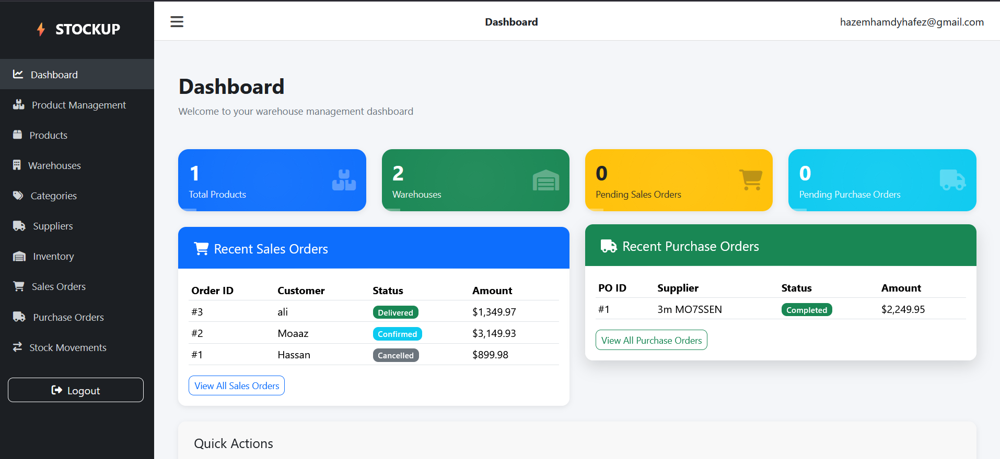 STOCKUP
Dashboard
hazemhamdyhafez@gmail.com
Dashboard
Product Management
Products
Warehouses
Categories
Suppliers
Inventory
Sales Orders
Purchase Orders
Stock Movements
Logout
Dashboard
Welcome to your warehouse management dashboard
1
Total Products
2
Warehouses
0
Pending Sales Orders
0
Pending Purchase Orders
Recent Sales Orders
Order ID Customer Status Amount
#3 ali Delivered $1,349.97
#2 Moaaz Confirmed $3,149.93
#1 Hassan Cancelled $899.98
View All Sales Orders
Recent Purchase Orders
PO ID Supplier Status Amount
#1 3m MO7SSEN Completed $2,249.95
View All Purchase Orders
Quick Actions